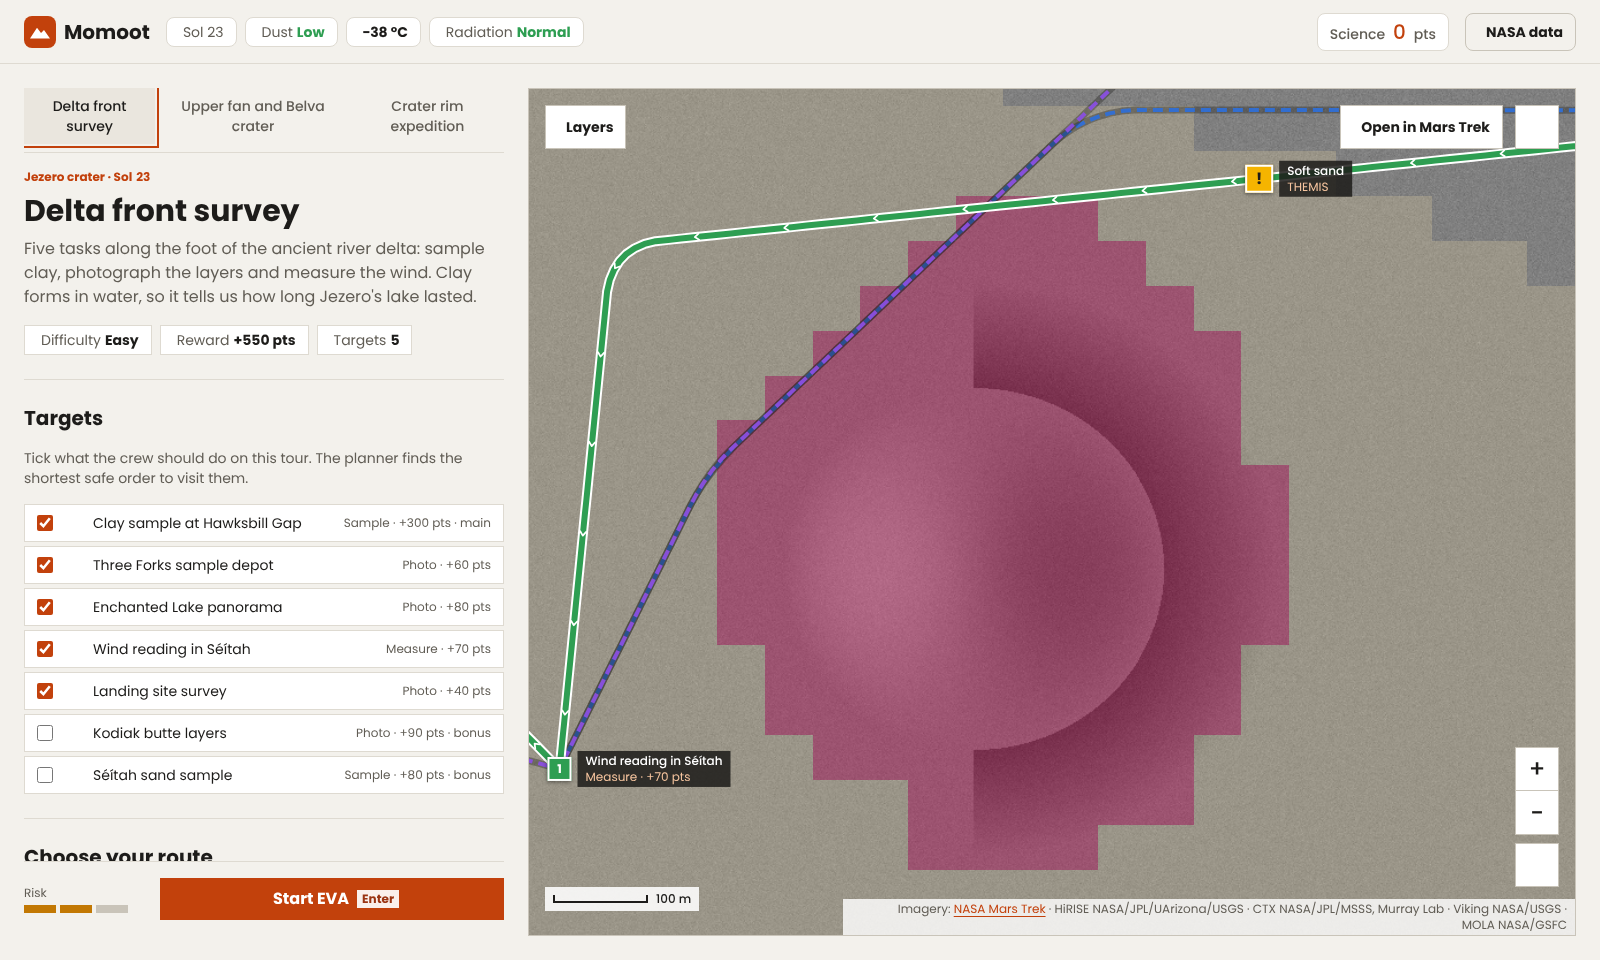 Momoot
Sol 23
Dust Low
-38 °C
Radiation Normal
Science 0 pts
NASA data
Delta front
survey
Upper fan and Belva
crater
Crater rim
expedition
Jezero crater · Sol 23
Delta front survey
Five tasks along the foot of the ancient river delta: sample
clay, photograph the layers and measure the wind. Clay
forms in water, so it tells us how long Jezero's lake lasted.
Difficulty Easy
Reward +550 pts
Targets 5
Targets
Tick what the crew should do on this tour. The planner finds the
shortest safe order to visit them.
Clay sample at Hawksbill Gap
Sample · +300 pts · main
Three Forks sample depot
Photo · +60 pts
Enchanted Lake panorama
Photo · +80 pts
Wind reading in Séítah
Measure · +70 pts
Landing site survey
Photo · +40 pts
Kodiak butte layers
Photo · +90 pts · bonus
Séítah sand sample
Sample · +80 pts · bonus
Choose your route
Risk
Start EVA Enter
Layers
Open in Mars Trek
!
Soft sand
THEMIS
1
Wind reading in Séítah
Measure · +70 pts
+
−
100 m
Imagery: NASA Mars Trek · HiRISE NASA/JPL/UArizona/USGS · CTX NASA/JPL/MSSS, Murray Lab · Viking NASA/USGS ·
MOLA NASA/GSFC